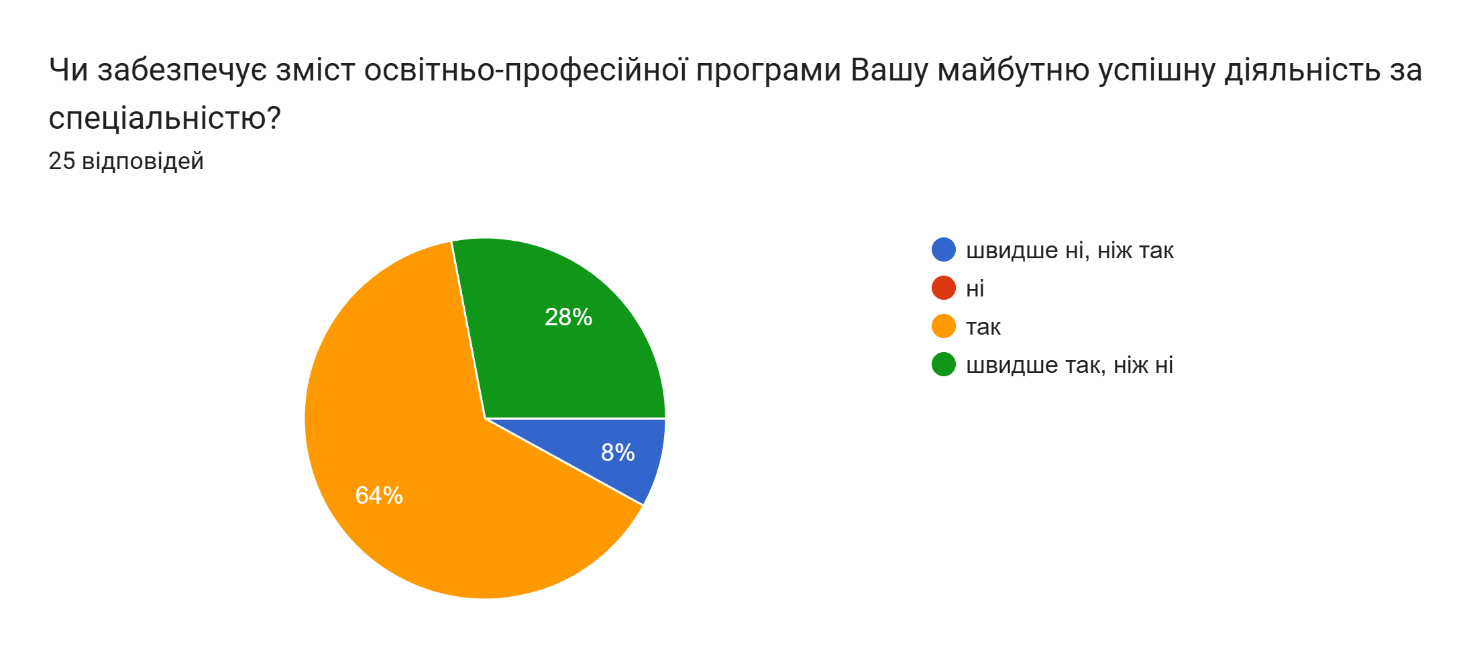 Чи забезпечує зміст освітньо-професійної програми Вашу майбутню успішну діяльність за
спеціальністю?
25 відповідей
швидше ні, ніж так
ні
так
швидше так, ніж ні
28%
8%
64%